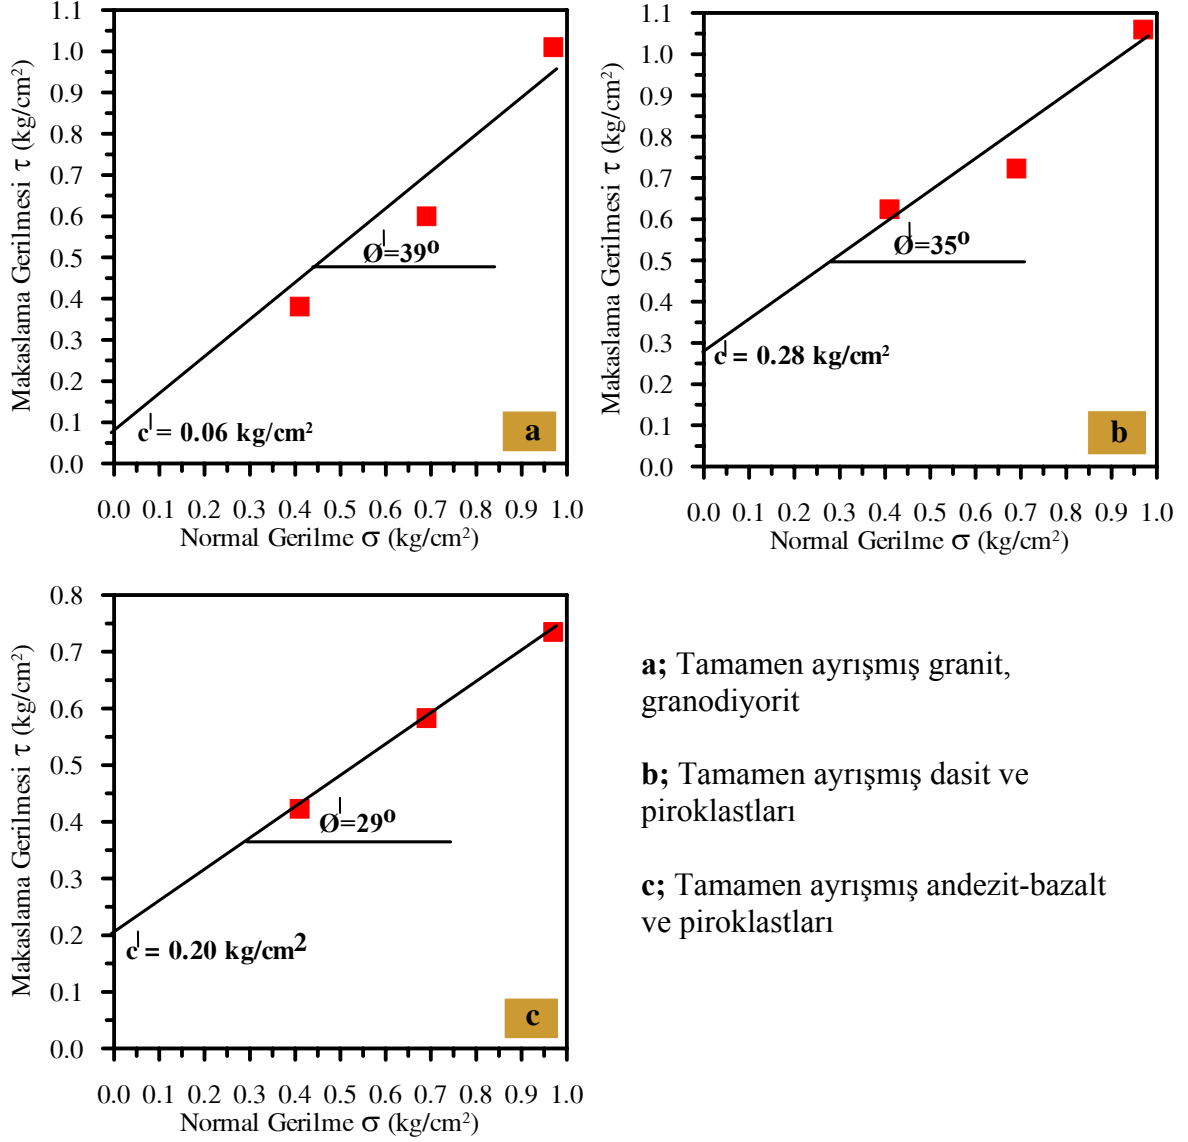 1.1
1.0
0.9
0.8
0.7
0.6
0.5
0.4
0.3
0.2
0.1
0.0
Makaslama Gerilmesi τ (kg/cm²)
Ø|=39º
c| = 0.06 kg/cm²
a
0.0 0.1 0.2 0.3 0.4 0.5 0.6 0.7 0.8 0.9 1.0
Normal Gerilme σ (kg/cm²)
1.1
1.0
0.9
0.8
0.7
0.6
0.5
0.4
0.3
0.2
0.1
0.0
Makaslama Gerilmesi τ (kg/cm²)
Ø|=35º
c| = 0.28 kg/cm²
b
0.0 0.1 0.2 0.3 0.4 0.5 0.6 0.7 0.8 0.9 1.0
Normal Gerilme σ (kg/cm²)
0.8
0.7
0.6
0.5
0.4
0.3
0.2
0.1
0.0
Makaslama Gerilmesi τ (kg/cm²)
Ø|=29º
c| = 0.20 kg/cm²
c
0.0 0.1 0.2 0.3 0.4 0.5 0.6 0.7 0.8 0.9 1.0
Normal Gerilme σ (kg/cm²)
a; Tamamen ayrışmış granit,
granodiyorit
b; Tamamen ayrışmış dasit ve
piroklastları
c; Tamamen ayrışmış andezit-bazalt
ve piroklastları